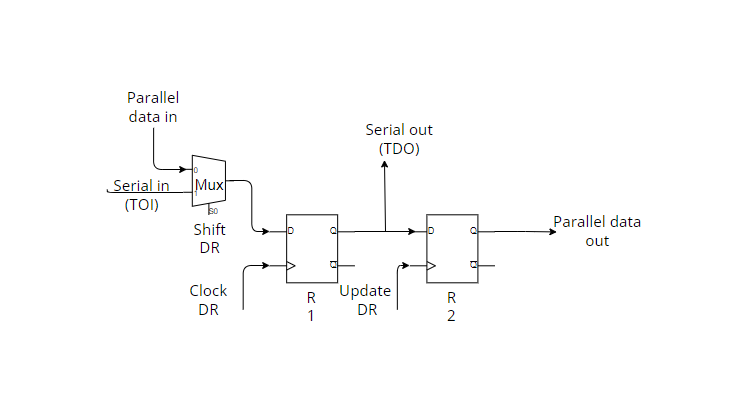 Parallel
data in
Serial out
(TDO)
0
Mux
Serial in
1
(TOI)
S0
Shift
DR
D
Q
D
Q
Parallel data
out
Q
Q
Clock
DR
R
1
Update
DR
R
2